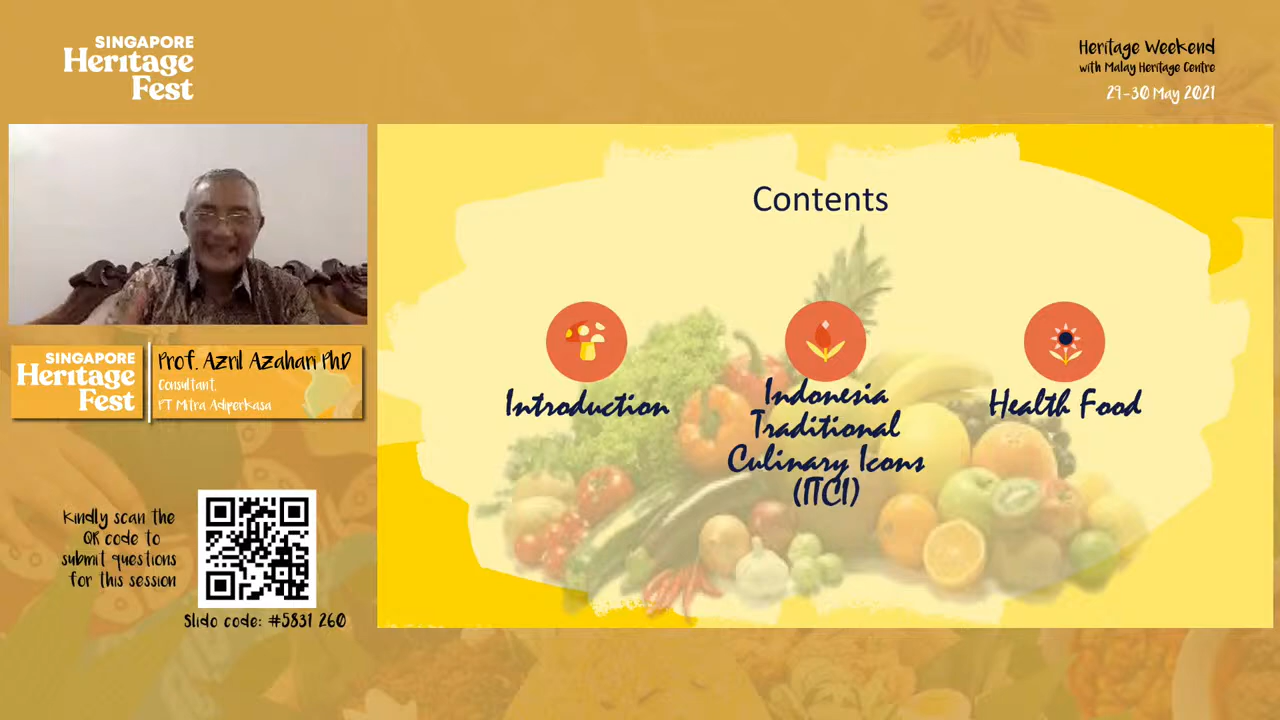 SINGAPORE
Heritage
Fest
Heritage Weekend
with Malay Heritage Centre
29-30 May 2021
SINGAPORE
Heritage
Fest
Prof. Azril Azahari PhD
Consultant,
PT Mitra Adiperkasa
Kindly scan the
QR code to
submit questions
for this session
Slido code: #5831 260
Contents
Introduction
Indonesia
Traditional
Culinary Icons
(ITCI)
Health Food